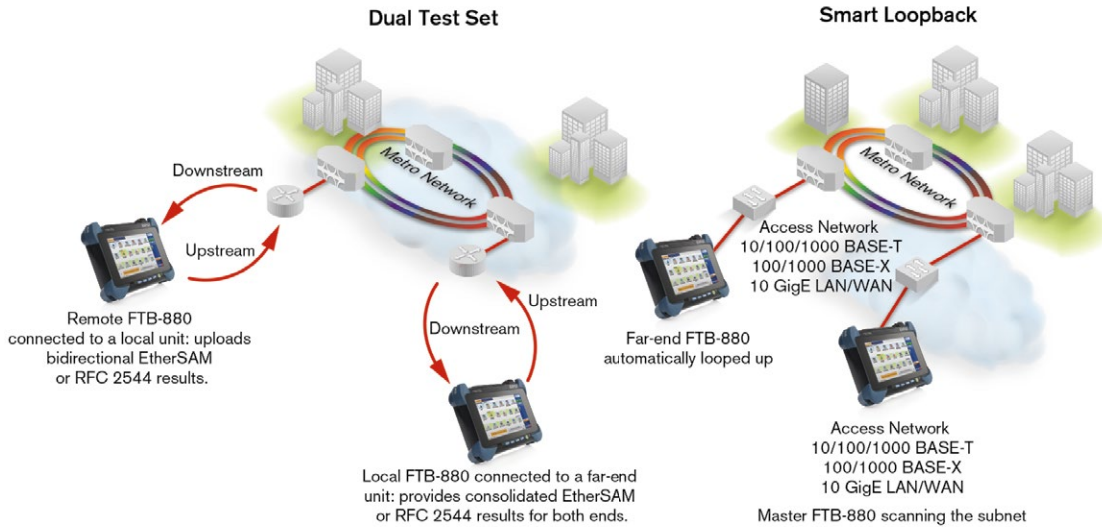 Dual Test Set
Metro Network
Downstream
Upstream
Remote FTB-880
connected to a local unit: uploads
bidirectional EtherSAM
or RFC 2544 results.
Upstream
Downstream
Local FTB-880 connected to a far-end
unit: provides consolidated EtherSAM
or RFC 2544 results for both ends.
Smart Loopback
Metro Network
Access Network
10/100/1000 BASE-T
100/1000 BASE-X
10 GigE LAN/WAN
Far-end FTB-880
automatically looped up
Access Network
10/100/1000 BASE-T
100/1000 BASE-X
10 GigE LAN/WAN
Master FTB-880 scanning the subnet